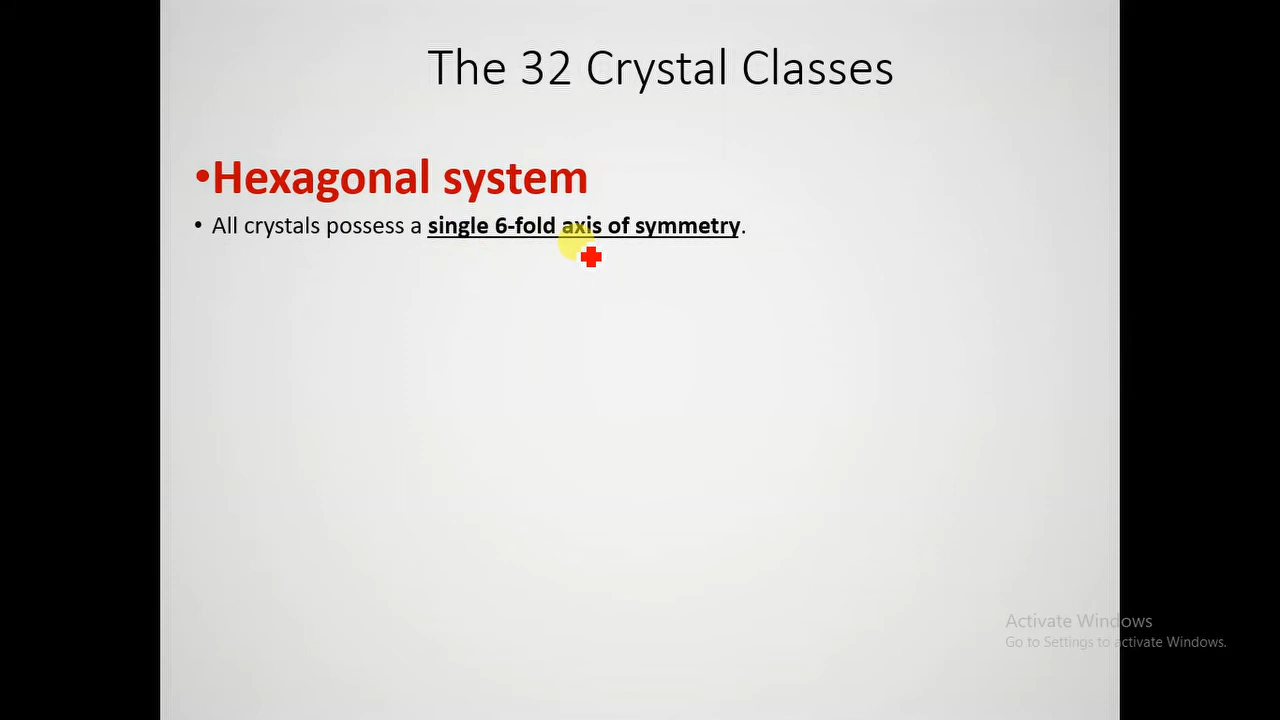 The 32 Crystal Classes
•Hexagonal system
• All crystals possess a single 6-fold axis of symmetry.
Activate Windows
Go to Settings to activate Windows.